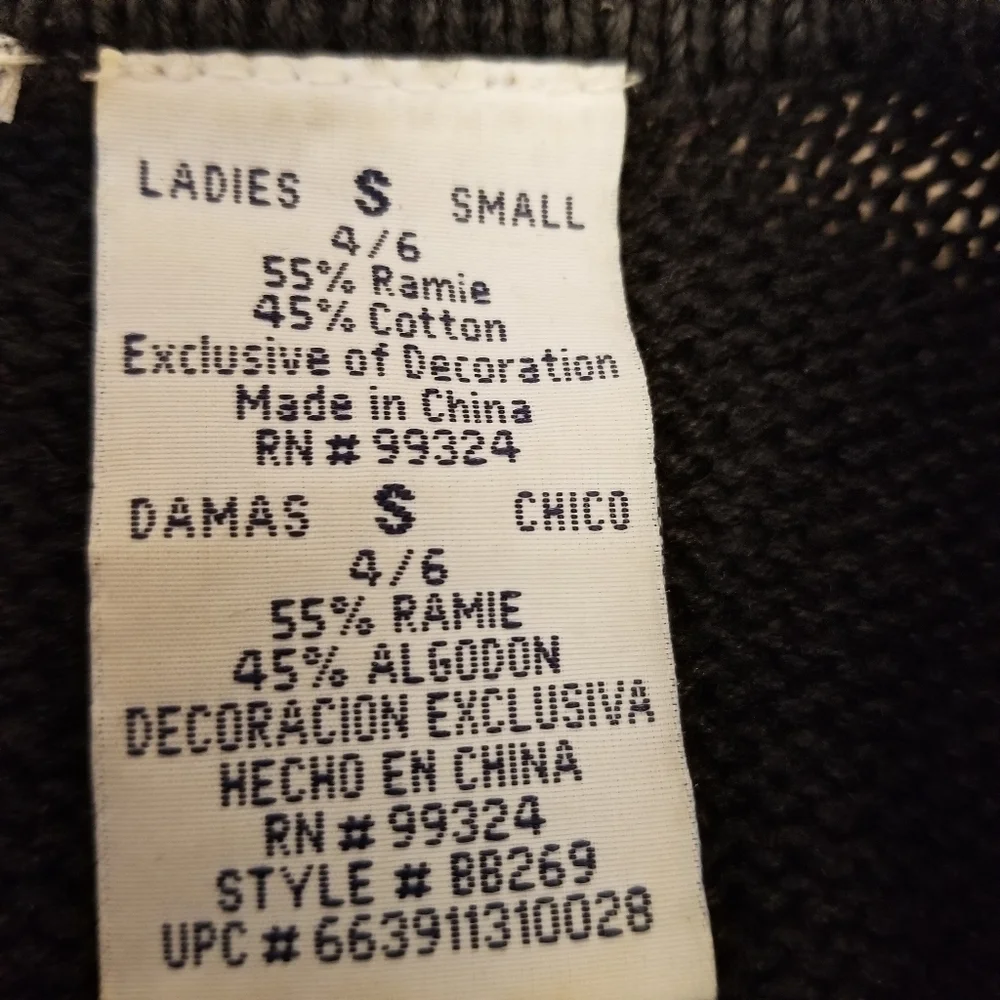 LADIES S SMALL
4/6
55% Ramie
45% Cotton
Exclusive of Decoration
Made in China
RN # 99324
DAMAS S CHICO
4/6
55% RAMIE
45% ALGODON
DECORACION EXCLUSIVA
HECHO EN CHINA
RN # 99324
STYLE # BB269
UPC # 663911310028